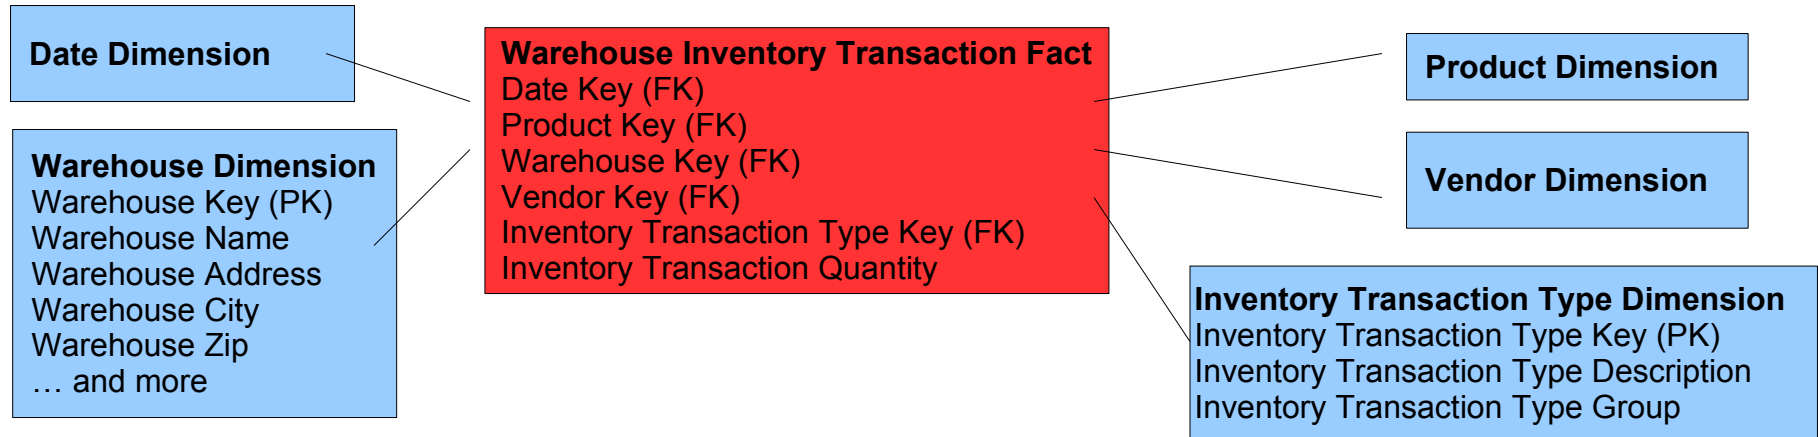 Date Dimension
Warehouse Dimension
Warehouse Key (PK)
Warehouse Name
Warehouse Address
Warehouse City
Warehouse Zip
… and more
Warehouse Inventory Transaction Fact
Date Key (FK)
Product Key (FK)
Warehouse Key (FK)
Vendor Key (FK)
Inventory Transaction Type Key (FK)
Inventory Transaction Quantity
Product Dimension
Vendor Dimension
Inventory Transaction Type Dimension
Inventory Transaction Type Key (PK)
Inventory Transaction Type Description
Inventory Transaction Type Group